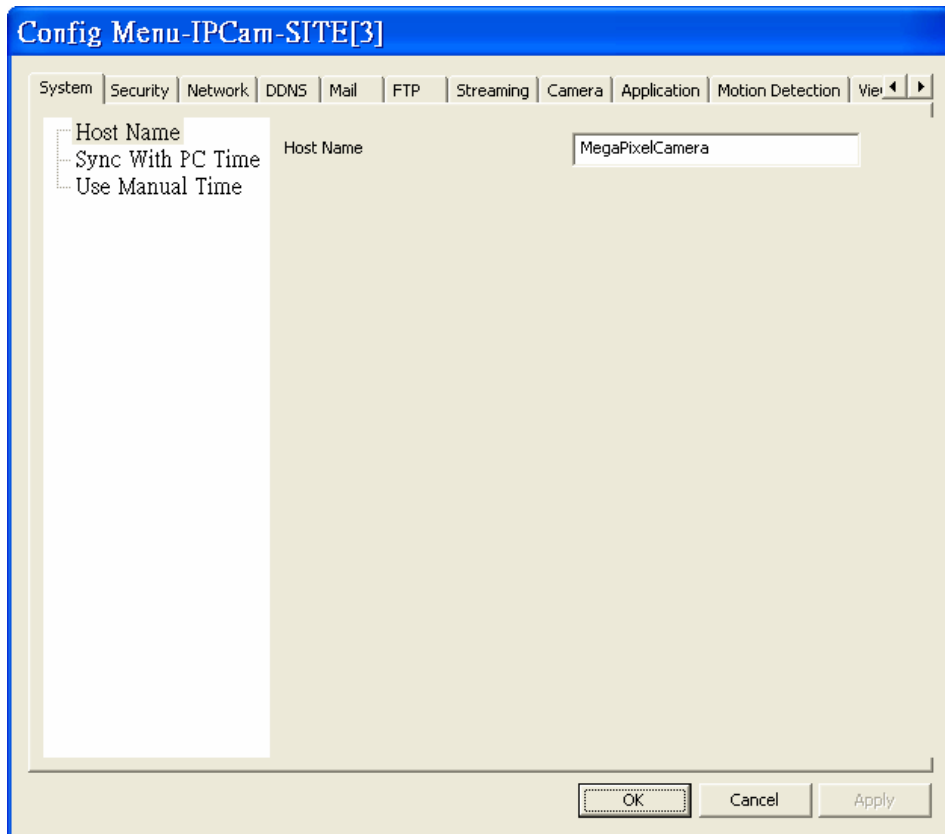 Config Menu-IPCam-SITE[3]
System Security Network DDNS Mail FTP Streaming Camera Application Motion Detection
Host Name
Sync With PC Time
Use Manual Time
Host Name MegaPixelCamera
OK Cancel Apply